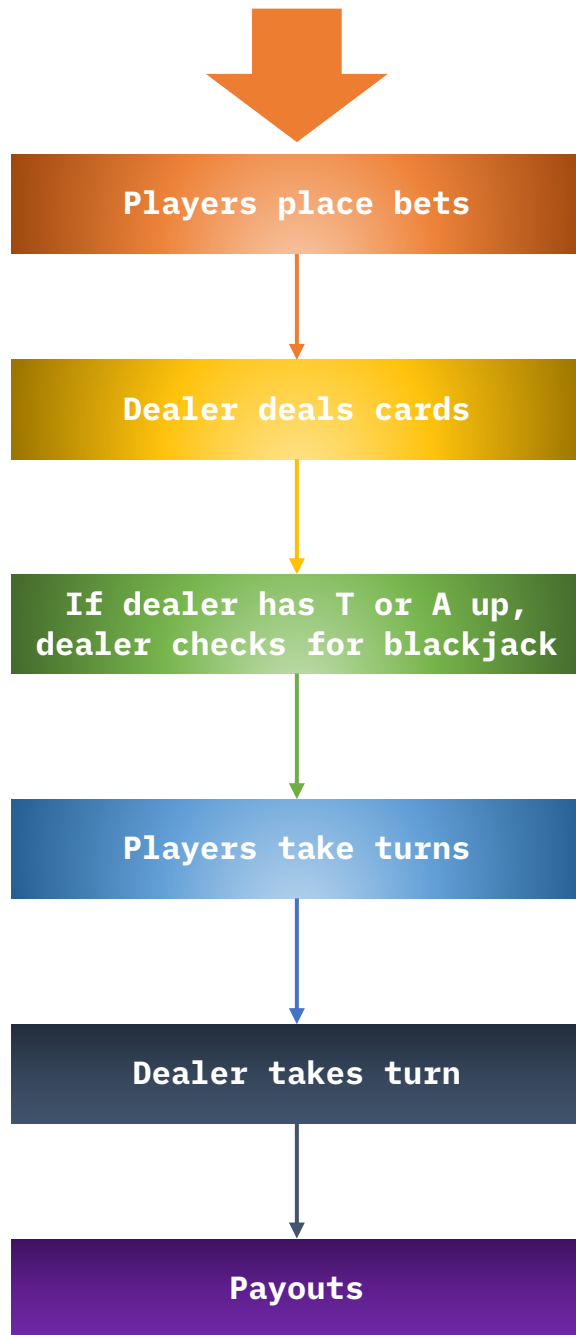 Players place bets
Dealer deals cards
If dealer has T or A up,
dealer checks for blackjack
Players take turns
Dealer takes turn
Payouts